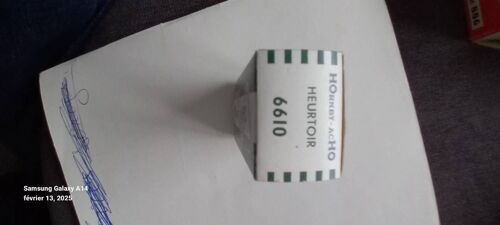 HORNBY-ACHO
HEURTOIR
6610
Samsung Galaxy A14
février 13, 2025